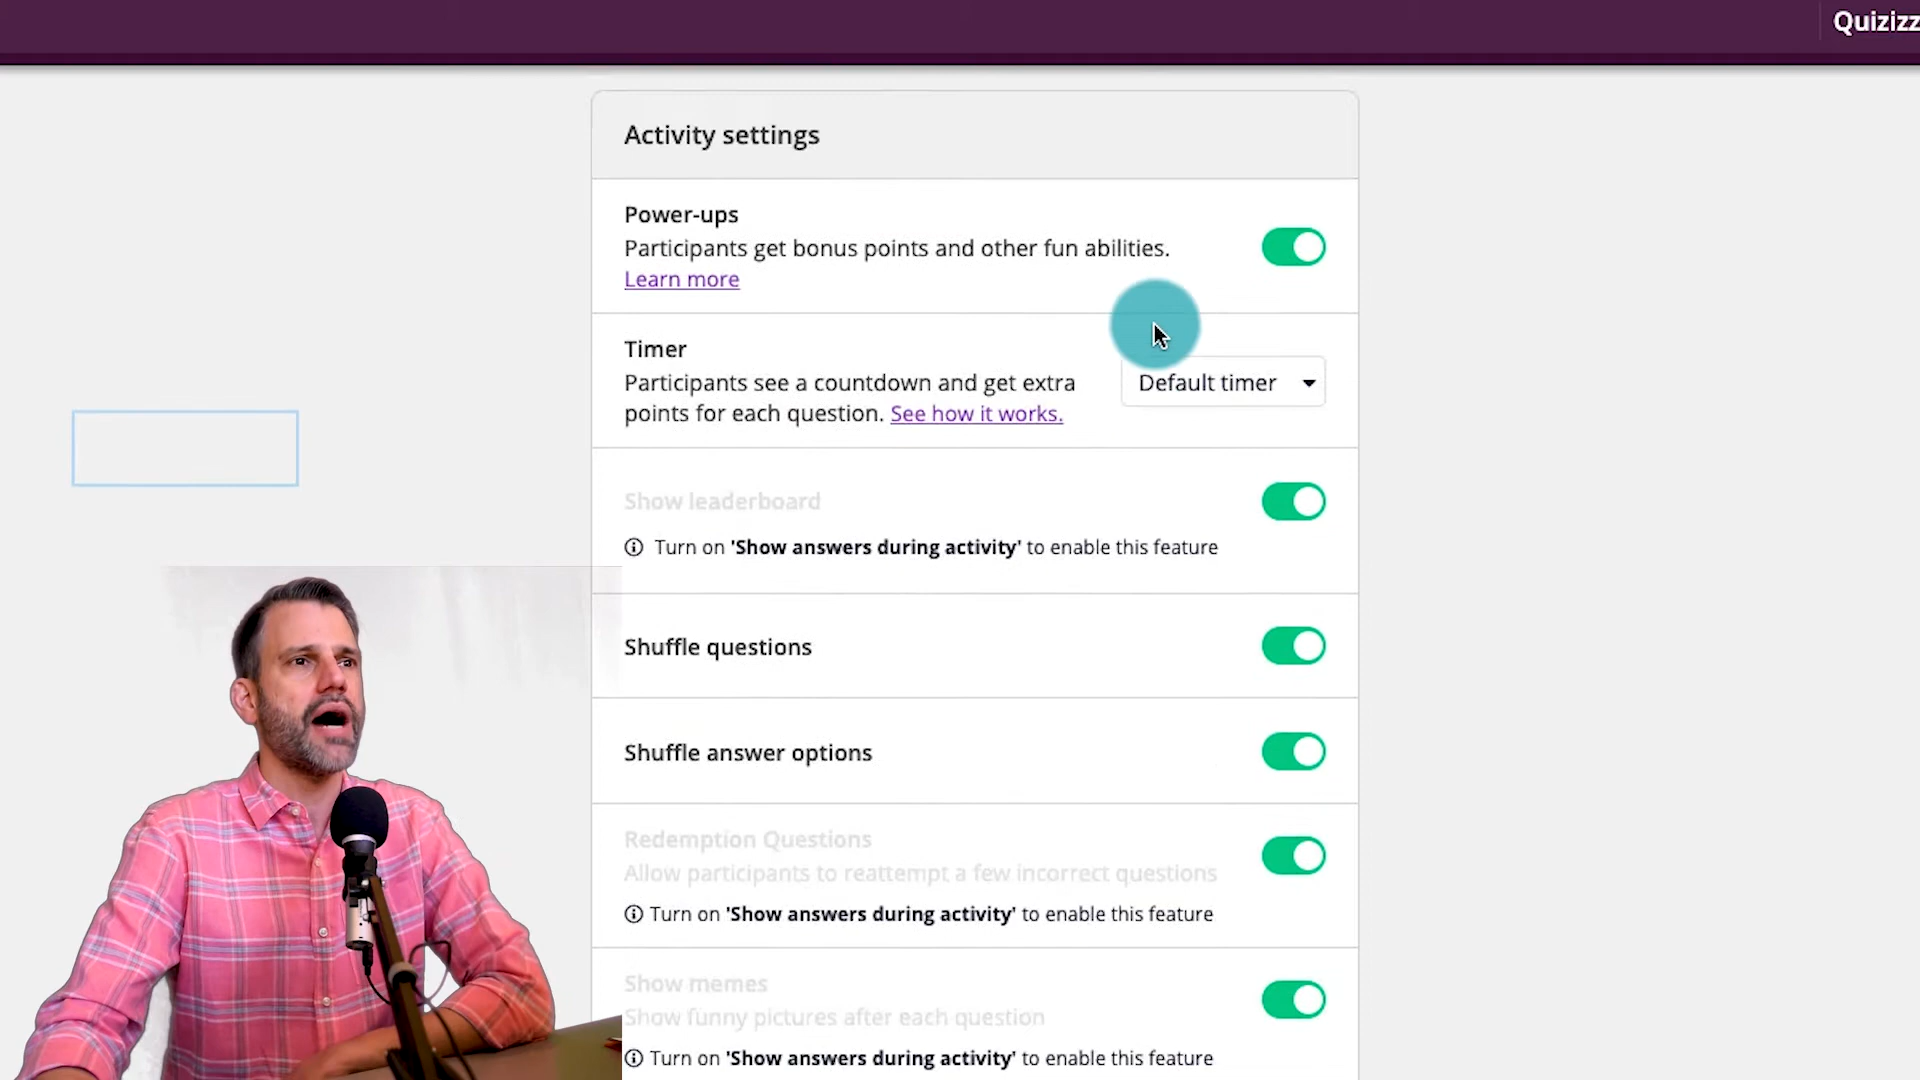 Quizizz
Activity settings
Power-ups
Participants get bonus points and other fun abilities.
Learn more
Timer
Participants see a countdown and get extra
points for each question. See how it works.
Default timer
Show leaderboard
Turn on 'Show answers during activity' to enable this feature
Shuffle questions
Shuffle answer options
Redemption Questions
Allow participants to reattempt a few incorrect questions
Turn on 'Show answers during activity' to enable this feature
Show memes
Show funny pictures after each question
Turn on 'Show answers during activity' to enable this feature